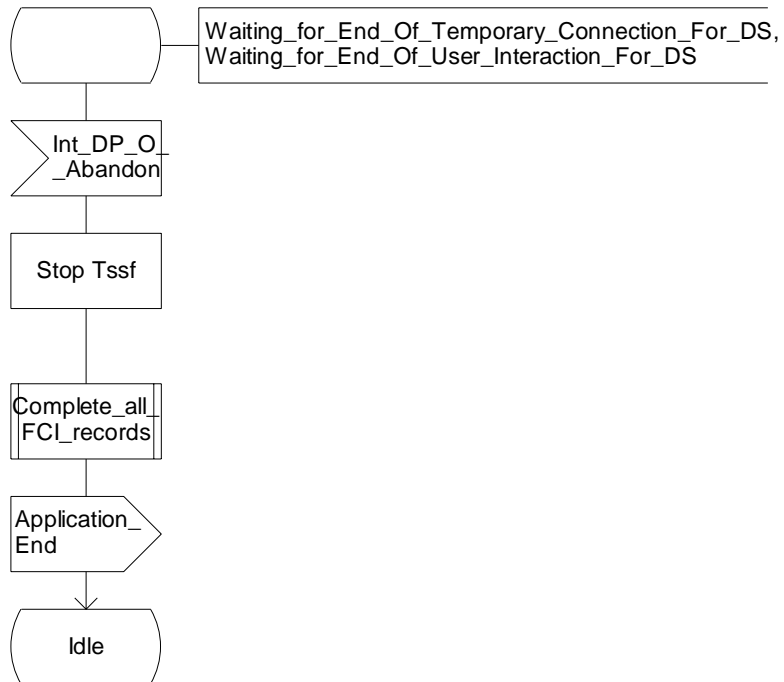 Waiting_for_End_Of_Temporary_Connection_For_DS,
Waiting_for_End_Of_User_Interaction_For_DS
Int_DP_O_
_Abandon
Stop Tssf
Complete_all_
FCI_records
Application_
End
Idle